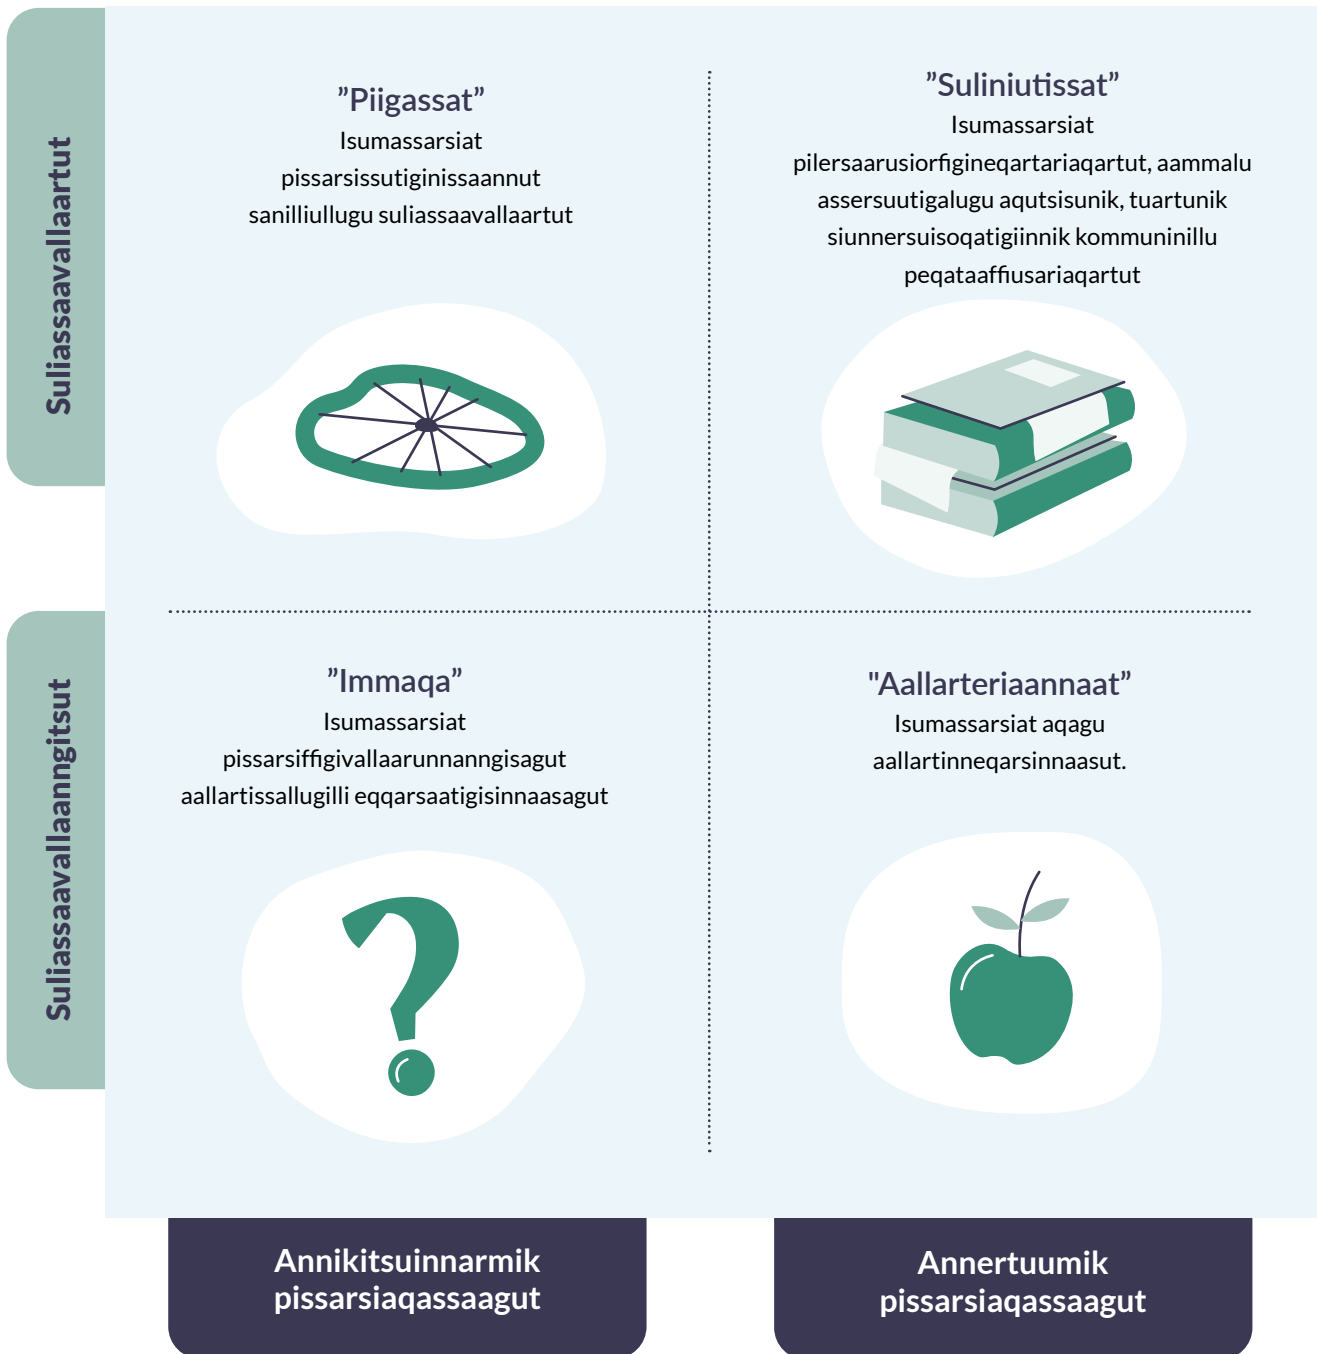 Suliassaavallaartut
”Piigassat”
Isumassarsiat
pissarsissutiginissaannut
sanilliullugu suliassaavallaartut
”Suliniutissat”
Isumassarsiat
pilersaarusiorfigineqartariaqartut, aammalu
assersuutigalugu aqutsisunik, tuartunik
siunnersuisoqatigiinnik kommuninillu
peqataaffiusariaqartut
Suliassaavallaanngitsut
”Immaqa”
Isumassarsiat
pissarsiffigivallaarunnanngisagut
aallartissallugilli eqqarsaatigisinnaasagut
"Aallarteriaannaat”
Isumassarsiat aqagu
aallartinneqarsinnaasut.
Annikitsuinnarmik
pissarsiaqassaagut
Annertuumik
pissarsiaqassaagut